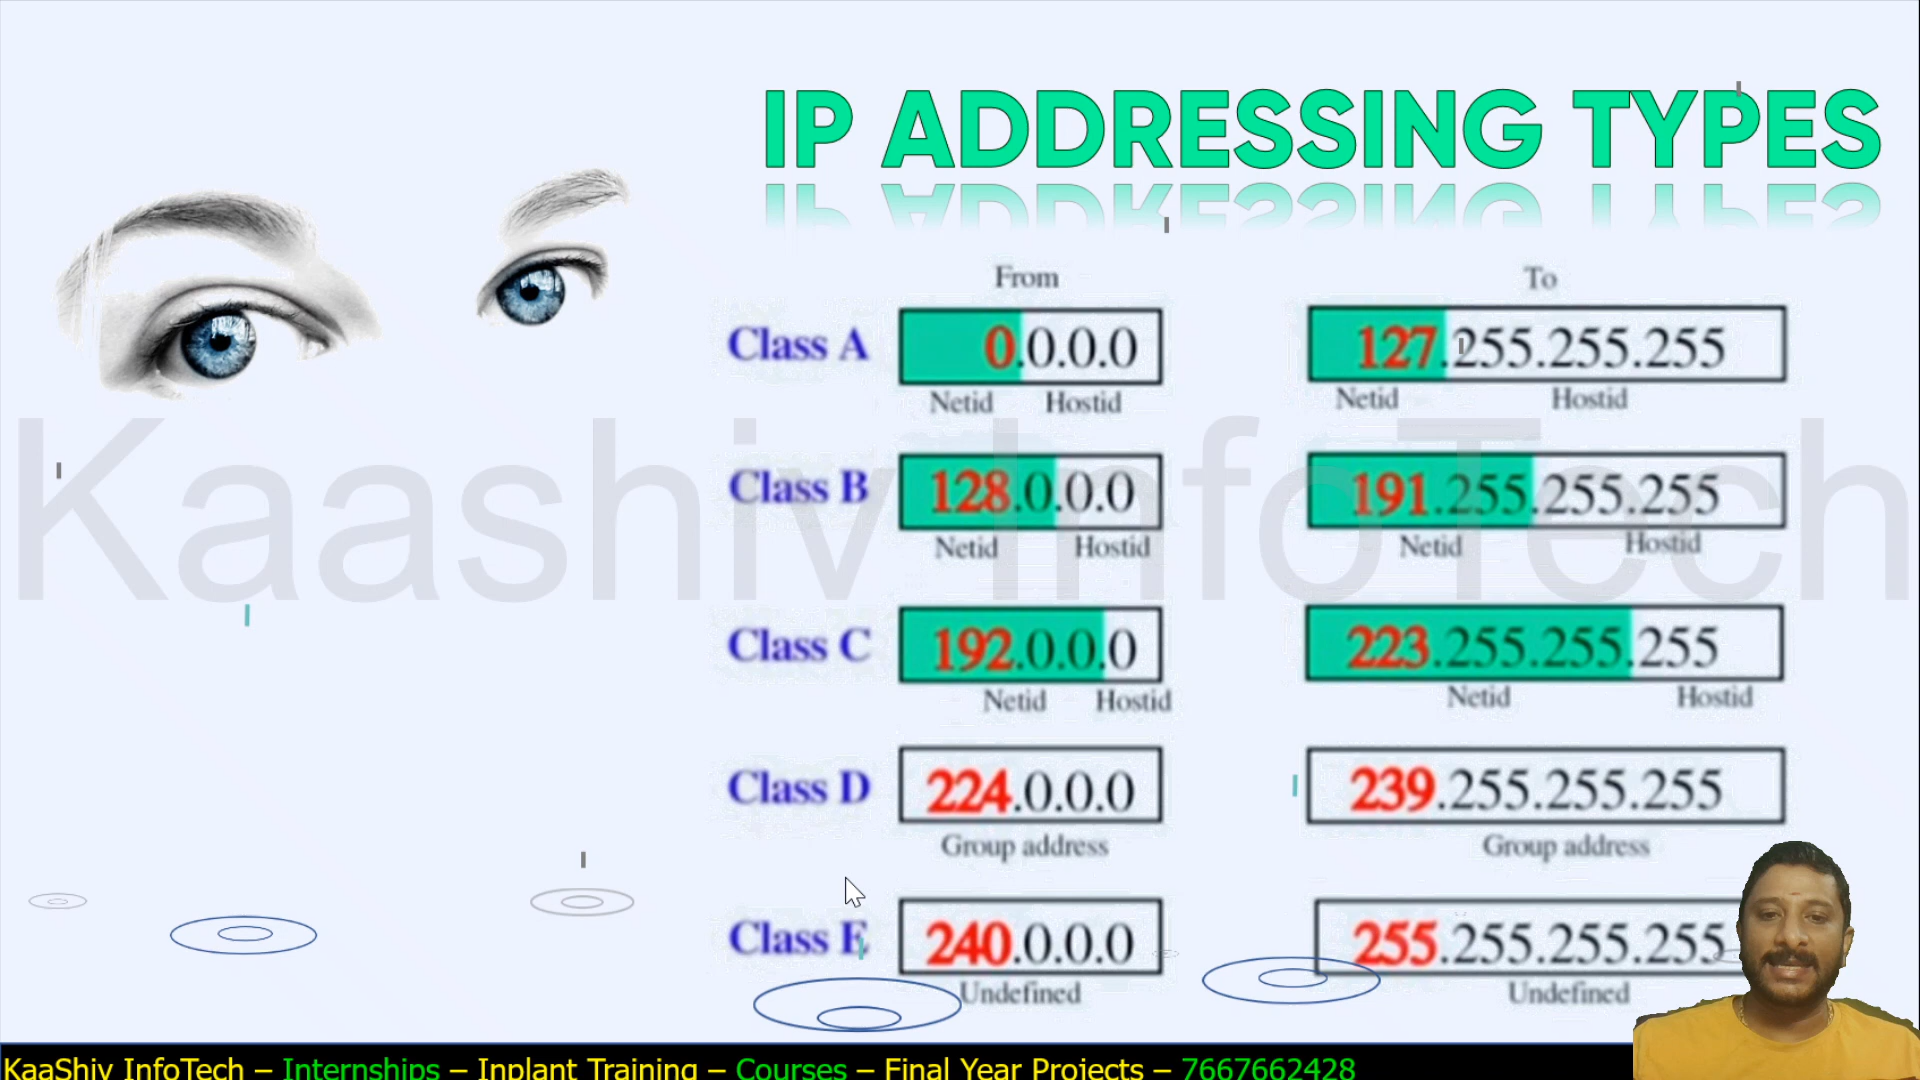 IP ADDRESSING TYPES
From To
Class A 0.0.0.0 127.255.255.255
Netid Hostid Netid Hostid
Kaashiv InfoTech
Class B 128.0.0.0 191.255.255.255
Netid Hostid Netid Hostid
Class C 192.0.0.0 223.255.255.255
Netid Hostid Netid Hostid
Class D 224.0.0.0 239.255.255.255
Group address Group address
Class E 240.0.0.0 255.255.255.255
Undefined Undefined
KaaShiv InfoTech – Internships – Inplant Training – Courses – Final Year Projects – 7667662428